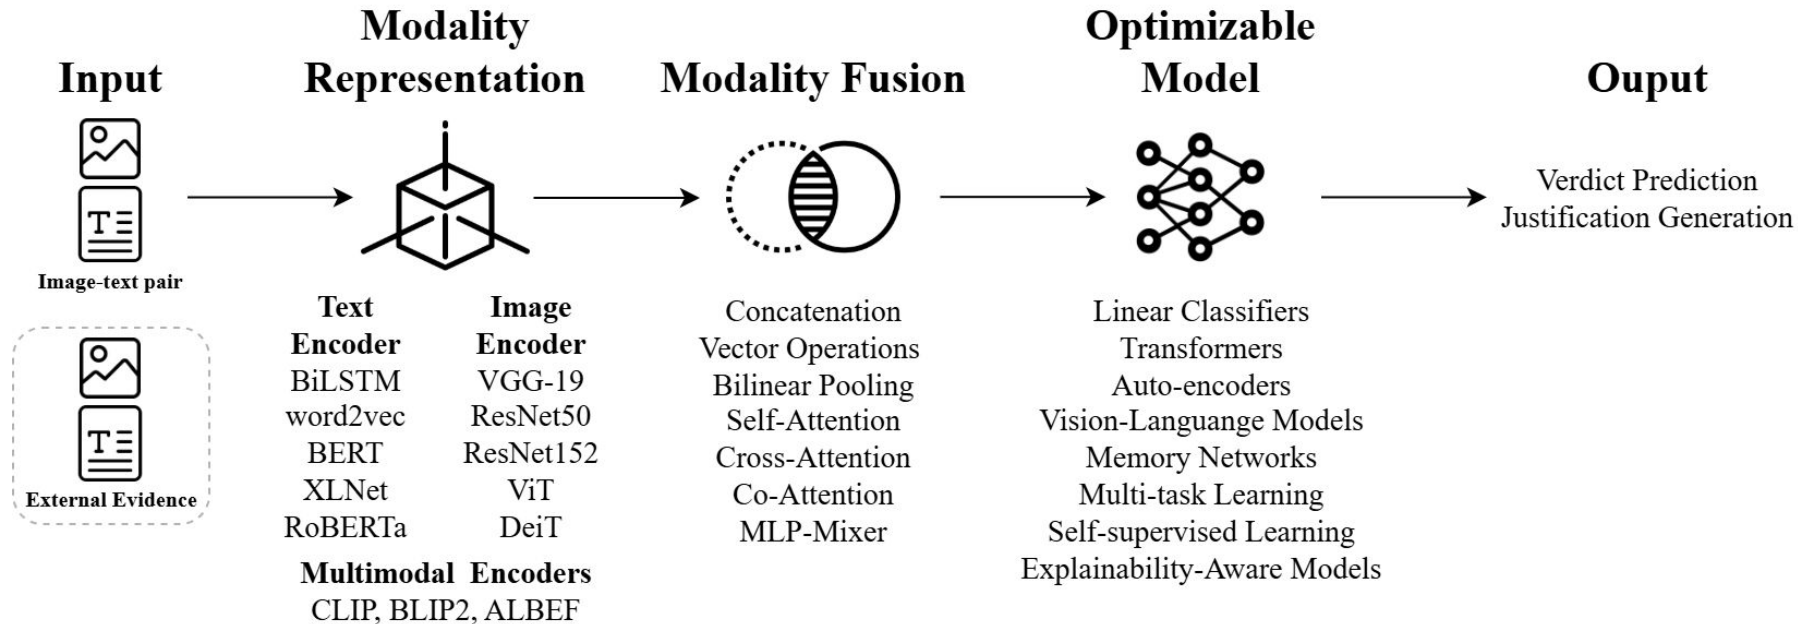 Input
Image-text pair
External Evidence
Modality
Representation
Text
Encoder
BiLSTM
word2vec
BERT
XLNet
RoBERTa
Image
Encoder
VGG-19
ResNet50
ResNet152
ViT
DeiT
Multimodal Encoders
CLIP, BLIP2, ALBEF
Modality Fusion
Concatenation
Vector Operations
Bilinear Pooling
Self-Attention
Cross-Attention
Co-Attention
MLP-Mixer
Optimizable
Model
Linear Classifiers
Transformers
Auto-encoders
Vision-Languange Models
Memory Networks
Multi-task Learning
Self-supervised Learning
Explainability-Aware Models
Ouput
Verdict Prediction
Justification Generation